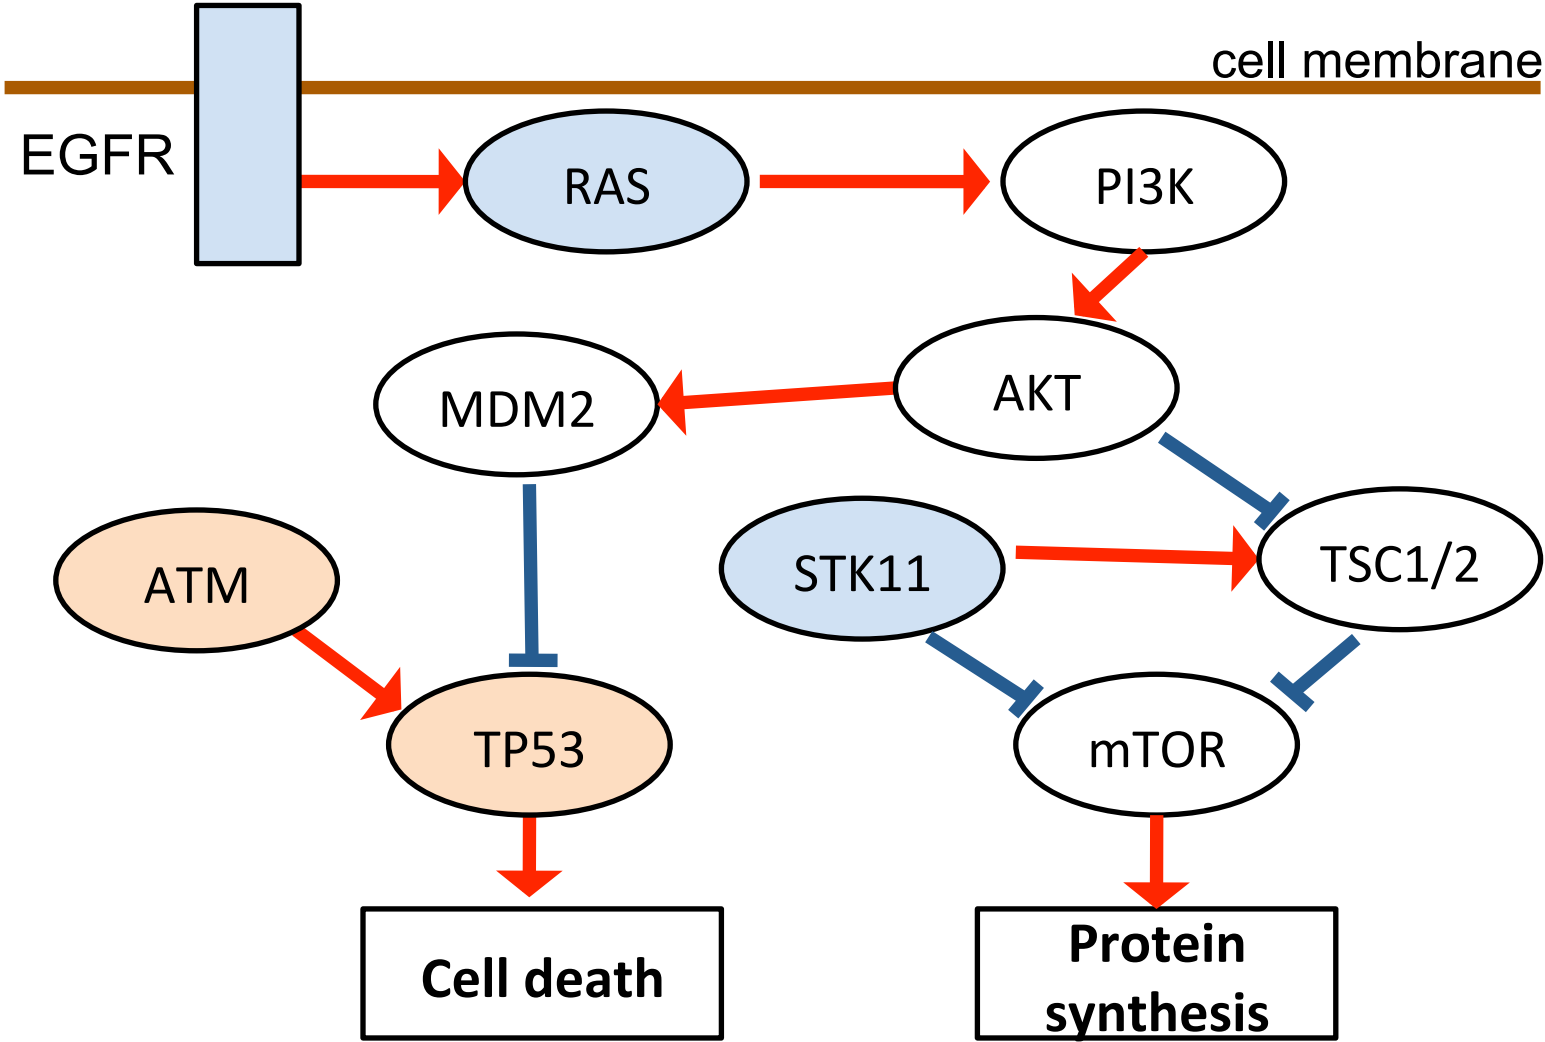 cell membrane
EGFR
RAS
PI3K
MDM2
AKT
ATM
STK11
TSC1/2
TP53
mTOR
Cell death
Protein
synthesis